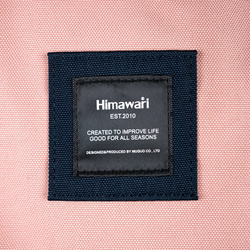 Himawari
EST.2010
CREATED TO IMPROVE LIFE
GOOD FOR ALL SEASONS
DESIGNED&PRODUCED BY MUGUO CO., LTD